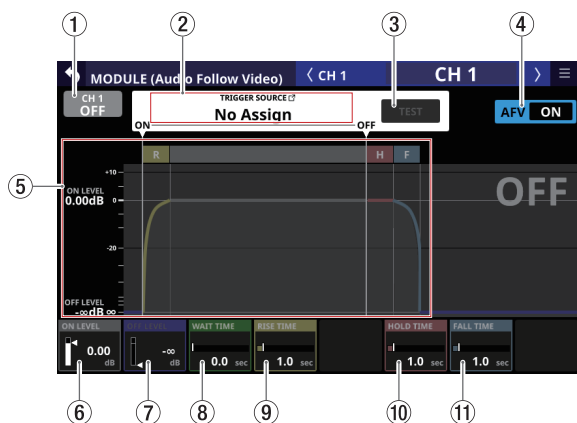 ① ② ③ ④
MODULE (Audio Follow Video) 〈 CH 1 CH 1 〉
CH 1
OFF
TRIGGER SOURCE
No Assign
TEST
AFV ON
ON OFF
R H F
⑤
+10
ON LEVEL
0.00dB 0
OFF
-20
OFF LEVEL
-∞dB ∞
ON LEVEL OFF LEVEL WAIT TIME RISE TIME HOLD TIME FALL TIME
0.00 -∞ 0.0 sec 1.0 sec 1.0 sec 1.0 sec
dB dB
⑥ ⑦ ⑧ ⑨ ⑩ ⑪